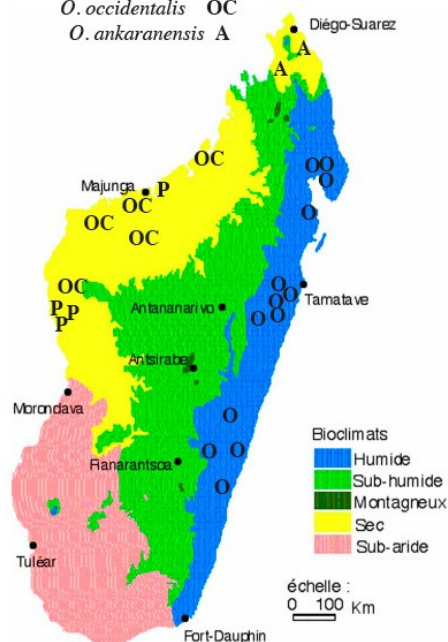 O. occidentalis OC
O. ankaranensis A
Diégo-Suarez
A
A
OC
O O
O
Majunga
P
OC
O
OC
OC
OC
O
Tamatave
P
P
P
Antananarivo
O
O
O
O
Antsirabe
Morondava
O
Fianarantsoa
O
O
O
Tuléar
Fort-Dauphin
Bioclimats
Humide
Sub-humide
Montagneux
Sec
Sub-aride
échelle :
0 100 Km